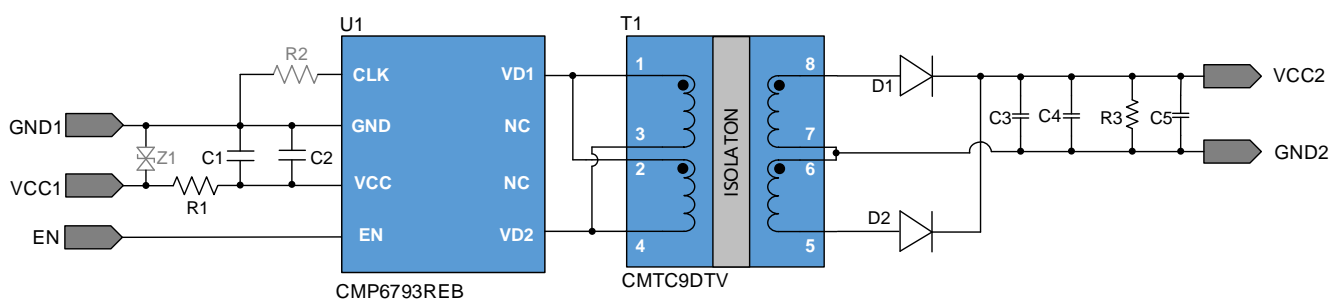 U1
T1
R2
CLK
VD1
1
8
D1
VCC2
GND1
GND
NC
3
7
C3
C4
R3
C5
Z1
C1
C2
ISOLATON
2
6
GND2
VCC1
R1
VCC
NC
EN
EN
VD2
4
5
D2
CMP6793REB
CMTC9DTV